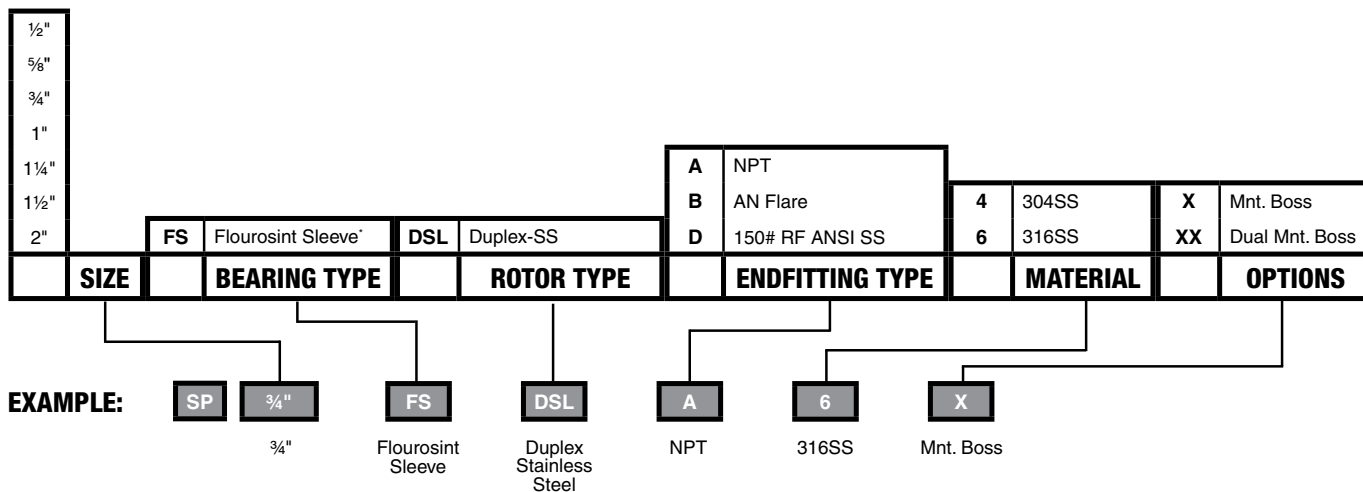 ½"
⅝"
¾"
1"
1¼" A NPT
1½" B AN Flare 4 304SS X Mnt. Boss
2" FS Flourosint Sleeve* DSL Duplex-SS D 150# RF ANSI SS 6 316SS XX Dual Mnt. Boss
SIZE BEARING TYPE ROTOR TYPE ENDFITTING TYPE MATERIAL OPTIONS
EXAMPLE: SP ¾" FS DSL A 6 X
¾" Flourosint Duplex NPT 316SS Mnt. Boss
Sleeve Stainless
Steel